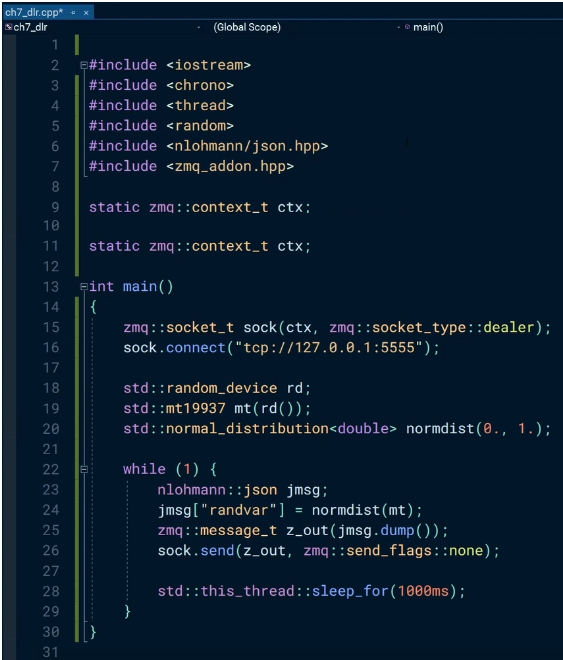 ch7_dlr.cpp*
ch7_dlr (Global Scope) main()
1
2 #include <iostream>
3 #include <chrono>
4 #include <thread>
5 #include <random>
6 #include <nlohmann/json.hpp>
7 #include <zmq_addon.hpp>
8
9 static zmq::context_t ctx;
10
11 static zmq::context_t ctx;
12
13 int main()
14 {
15     zmq::socket_t sock(ctx, zmq::socket_type::dealer);
16     sock.connect("tcp://127.0.0.1:5555");
17
18     std::random_device rd;
19     std::mt19937 mt(rd());
20     std::normal_distribution<double> normdist(0., 1.);
21
22     while (1) {
23         nlohmann::json jmsg;
24         jmsg["randvar"] = normdist(mt);
25         zmq::message_t z_out(jmsg.dump());
26         sock.send(z_out, zmq::send_flags::none);
27
28         std::this_thread::sleep_for(1000ms);
29     }
30 }
31